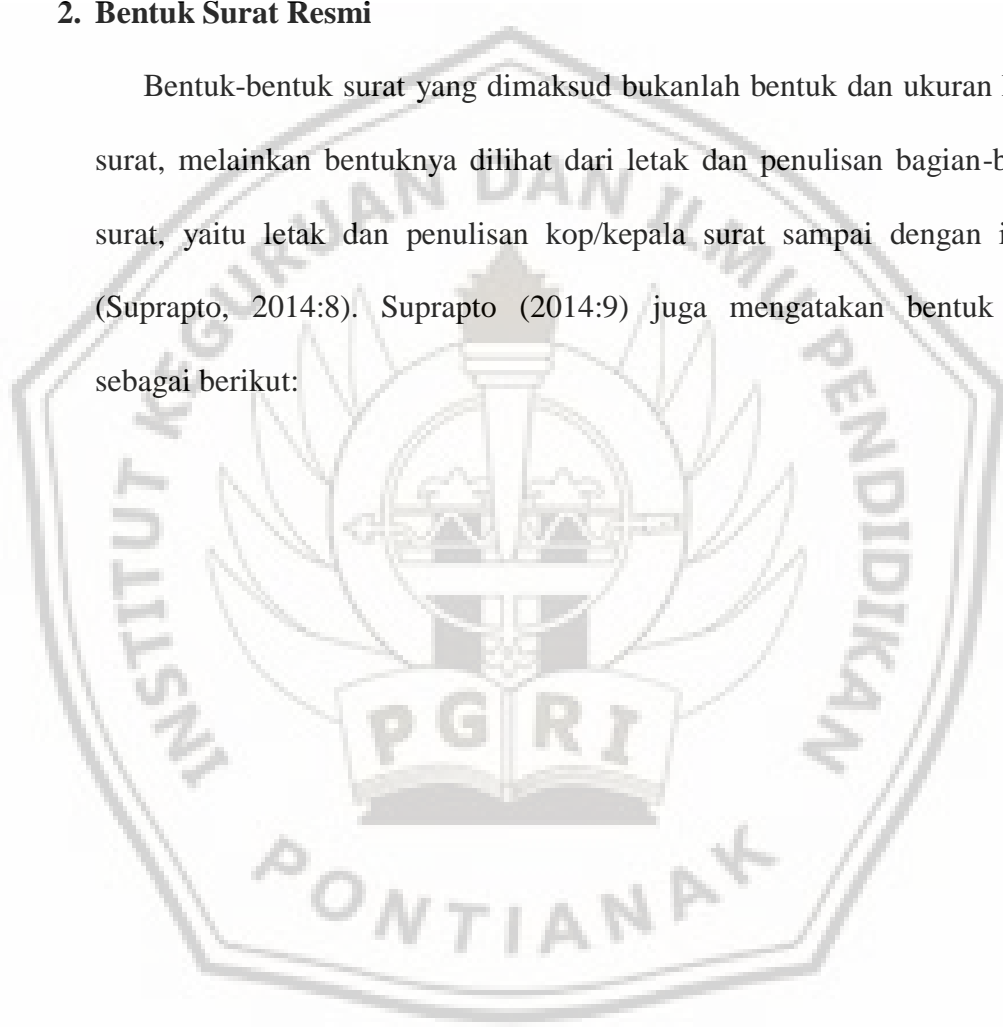 2. Bentuk Surat Resmi
Bentuk-bentuk surat yang dimaksud bukanlah bentuk dan ukuran
surat, melainkan bentuknya dilihat dari letak dan penulisan
surat, yaitu letak dan penulisan kop/kepala surat sampai dengan
(Suprapto, 2014:8). Suprapto (2014:9) juga mengatakan bentuk
sebagai berikut:
INSTITUT KEGURUAN DAN ILMU PENDIDIKAN
PGRI
PONTIANAK